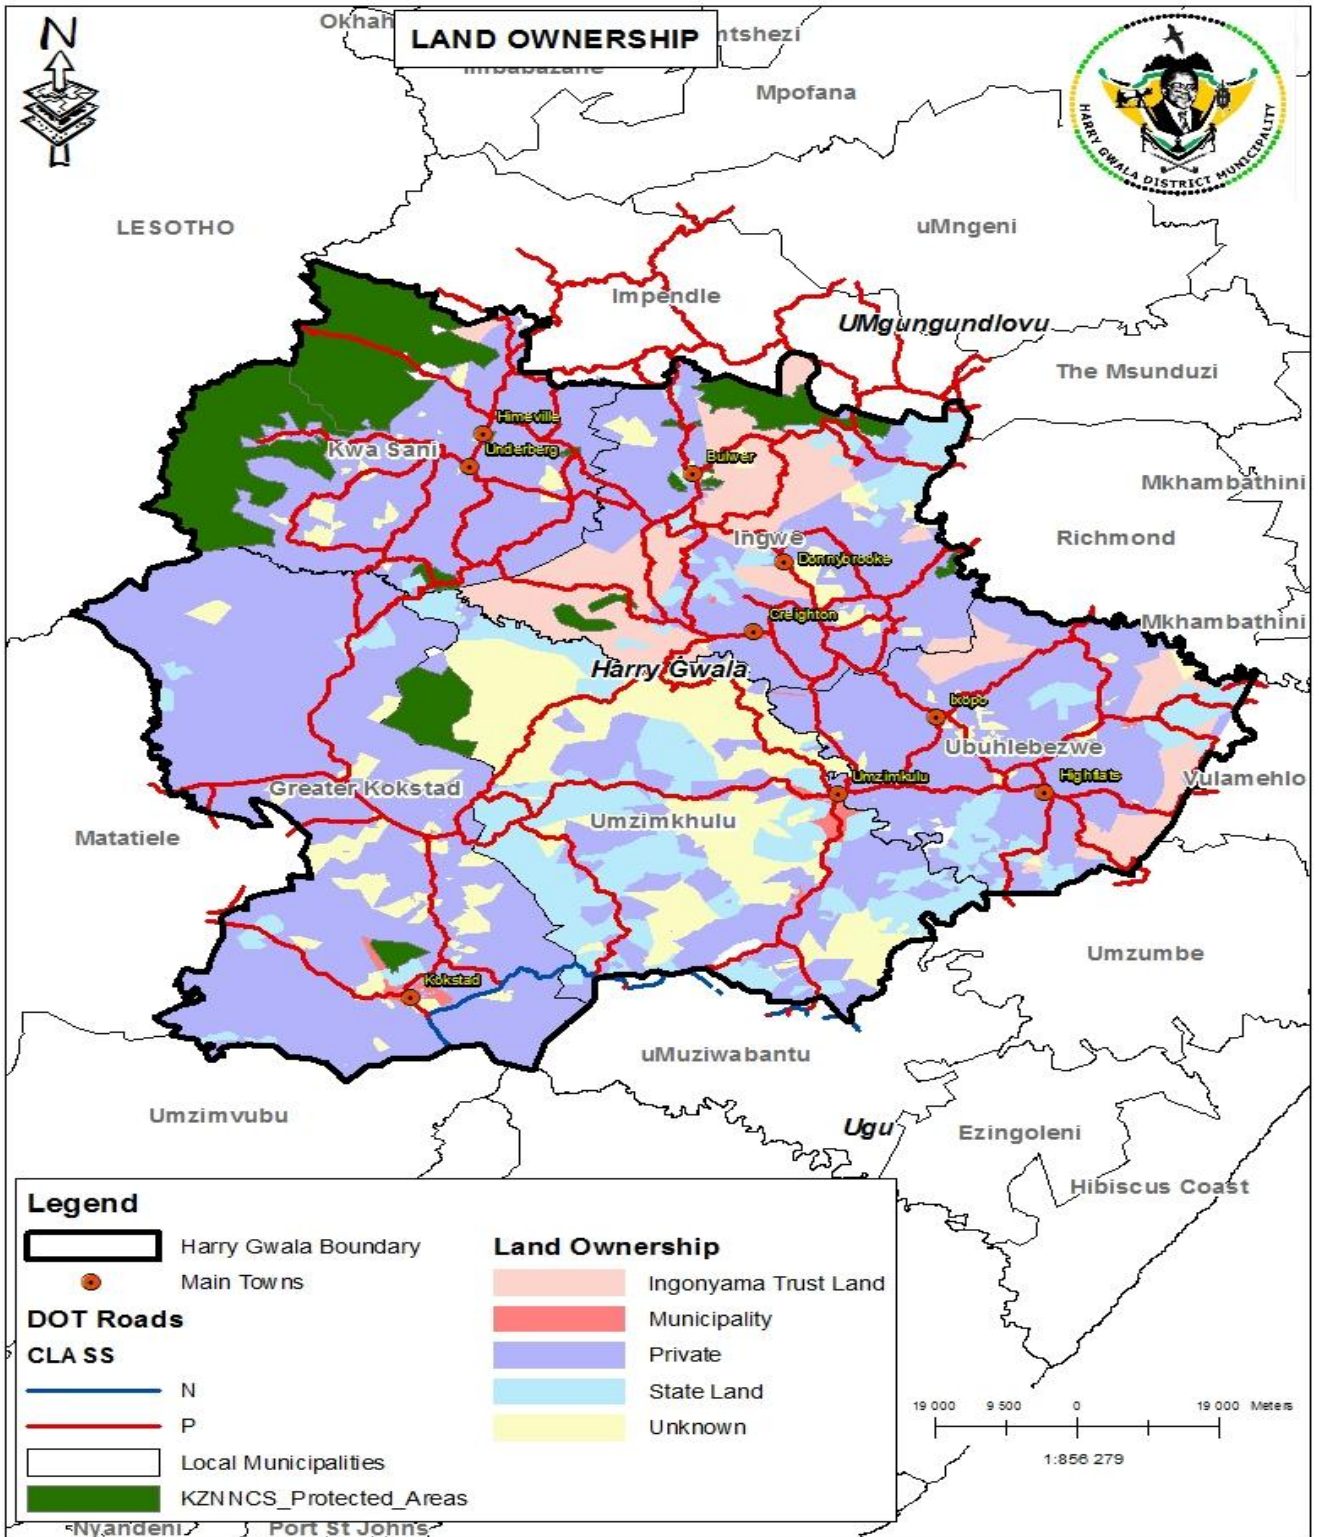 N
LAND OWNERSHIP
Okhah
ntshezi
Imbabazane
Mpofana
HARRY GWALA DISTRICT MUNICIPALITY
LESOTHO
uMngeni
Impendle
UMgungundlovu
The Msunduzi
Himeville
Kwa Sani
Underberg
Bulwer
Mkhambathini
Ingwe
Richmond
Donnybrooke
Creighton
Mkhambathini
Harry Gwala
Ixopo
Ubuhlebezwe
Umzimkulu
Highflats
Vulamehlo
Greater Kokstad
Umzimkhulu
Matatiele
Umzumbe
Kokstad
uMuziwabantu
Umzimvubu
Ugu
Ezingoleni
Hibiscus Coast
Legend
Harry Gwala Boundary
Main Towns
DOT Roads
CLASS
N
P
Local Municipalities
KZNNCS_Protected_Areas
Land Ownership
Ingonyama Trust Land
Municipality
Private
State Land
Unknown
19 000 9 500 0 19 000 Meters
1:856 279
Nyandeni
Port St Johns